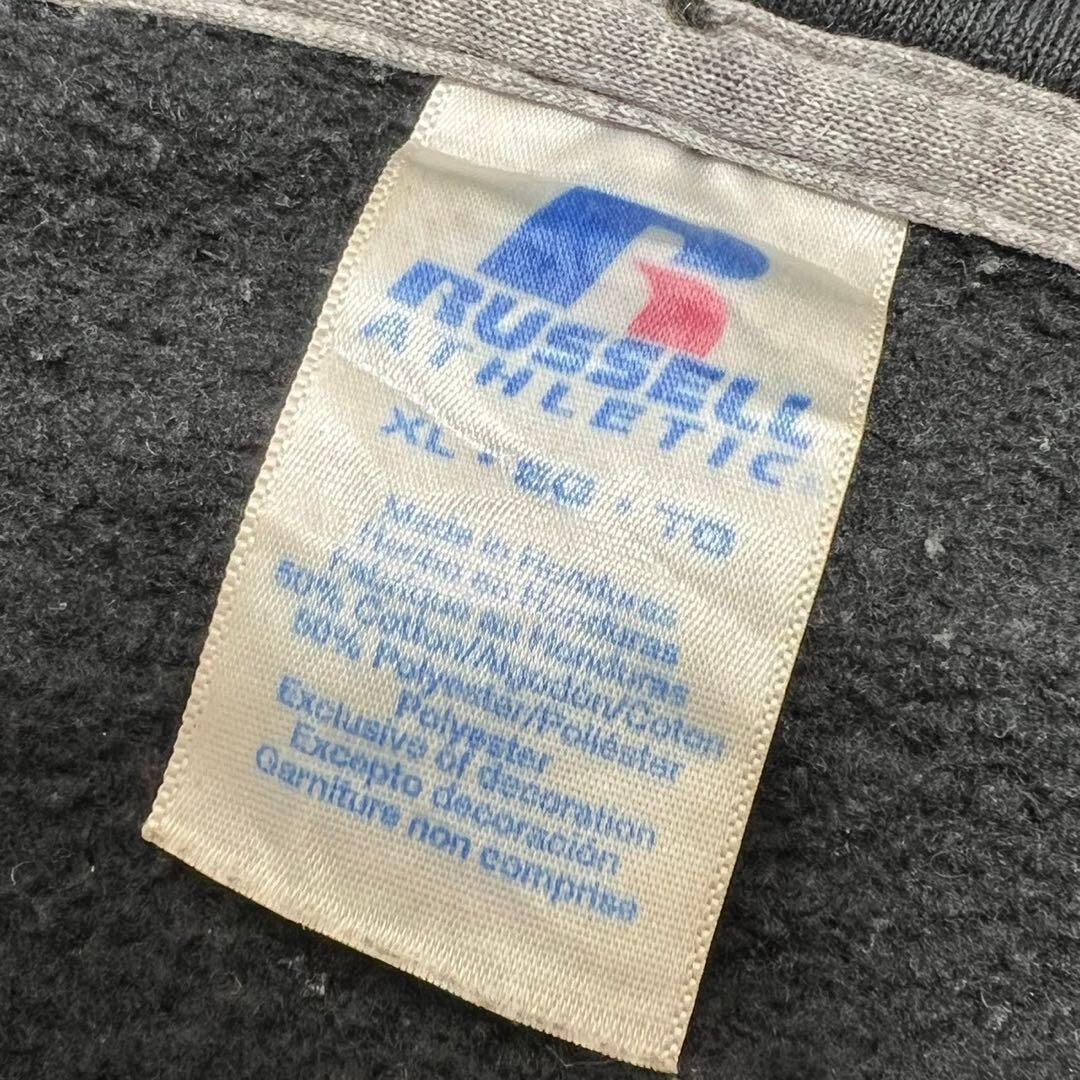 RUSSELL
ATHLETIC®
XL • EG • TG
Made in Honduras
Hecho en Honduras
Fabriqué au Honduras
50% Cotton/Algodón/Coton
50% Polyester/Poliéster
Polyester
Exclusive of decoration
Excepto decoración
Garniture non comprise